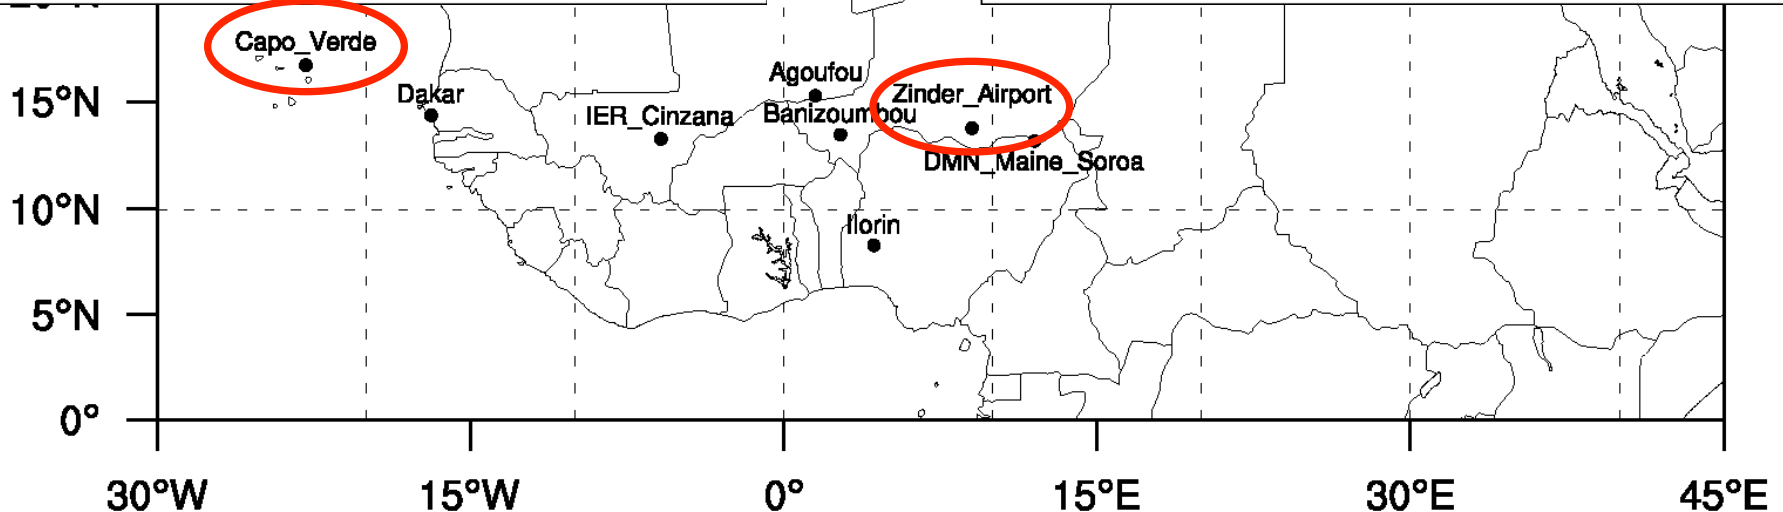 Capo_Verde
Agoufou
Dakar
Zinder_Airport
15°N
IER_Cinzana
Banizoumbou
DMN_Maine_Soroa
10°N
Ilorin
5°N
0°
30°W 15°W 0° 15°E 30°E 45°E